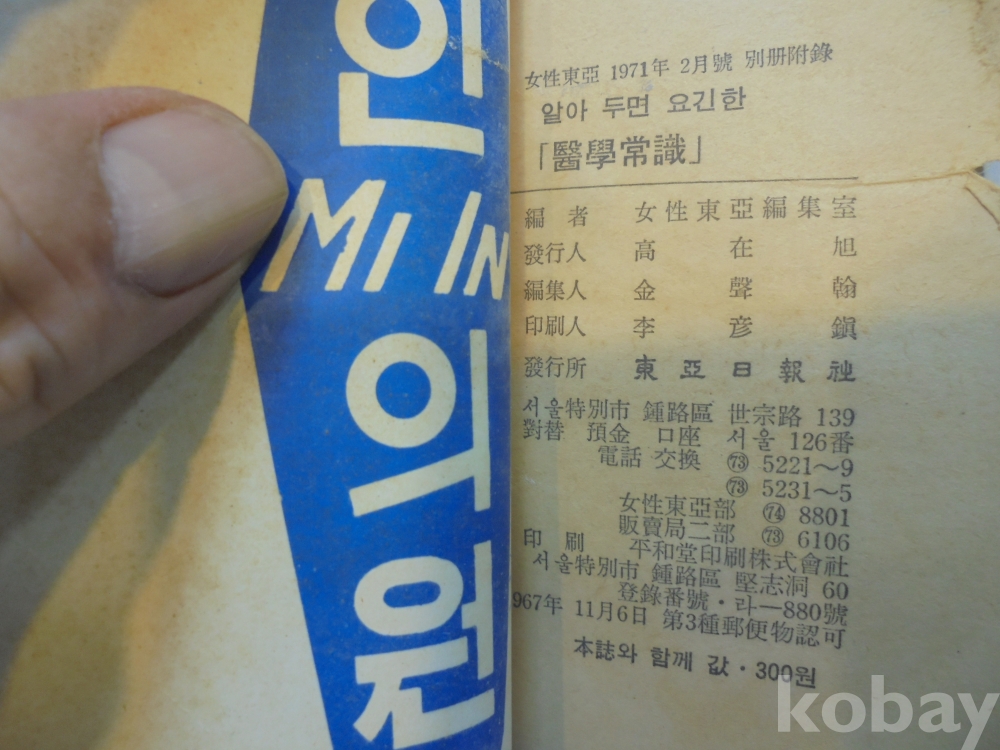 인
MI IN
의
원
女性東亞 1971年 2月號 別册附錄
알아 두면 요긴한
「醫學常識」
編者 女性東亞編集室
發行人 高在旭
編集人 金聲翰
印刷人 李彦鎭
發行所 東亞日報社
서울特別市 鍾路區 世宗路 139
對替 預金 口座 서울 126番
電話 交換 ㉓ 5221~9
5231~5
女性東亞部 8801
販賣局二部 6106
印刷 平和堂印刷株式會社
서울特別市 鍾路區 堅志洞 60
登錄番號·라—880號
967年 11月6日 第3種郵便物認可
本誌와 함께 값·300원
kobay